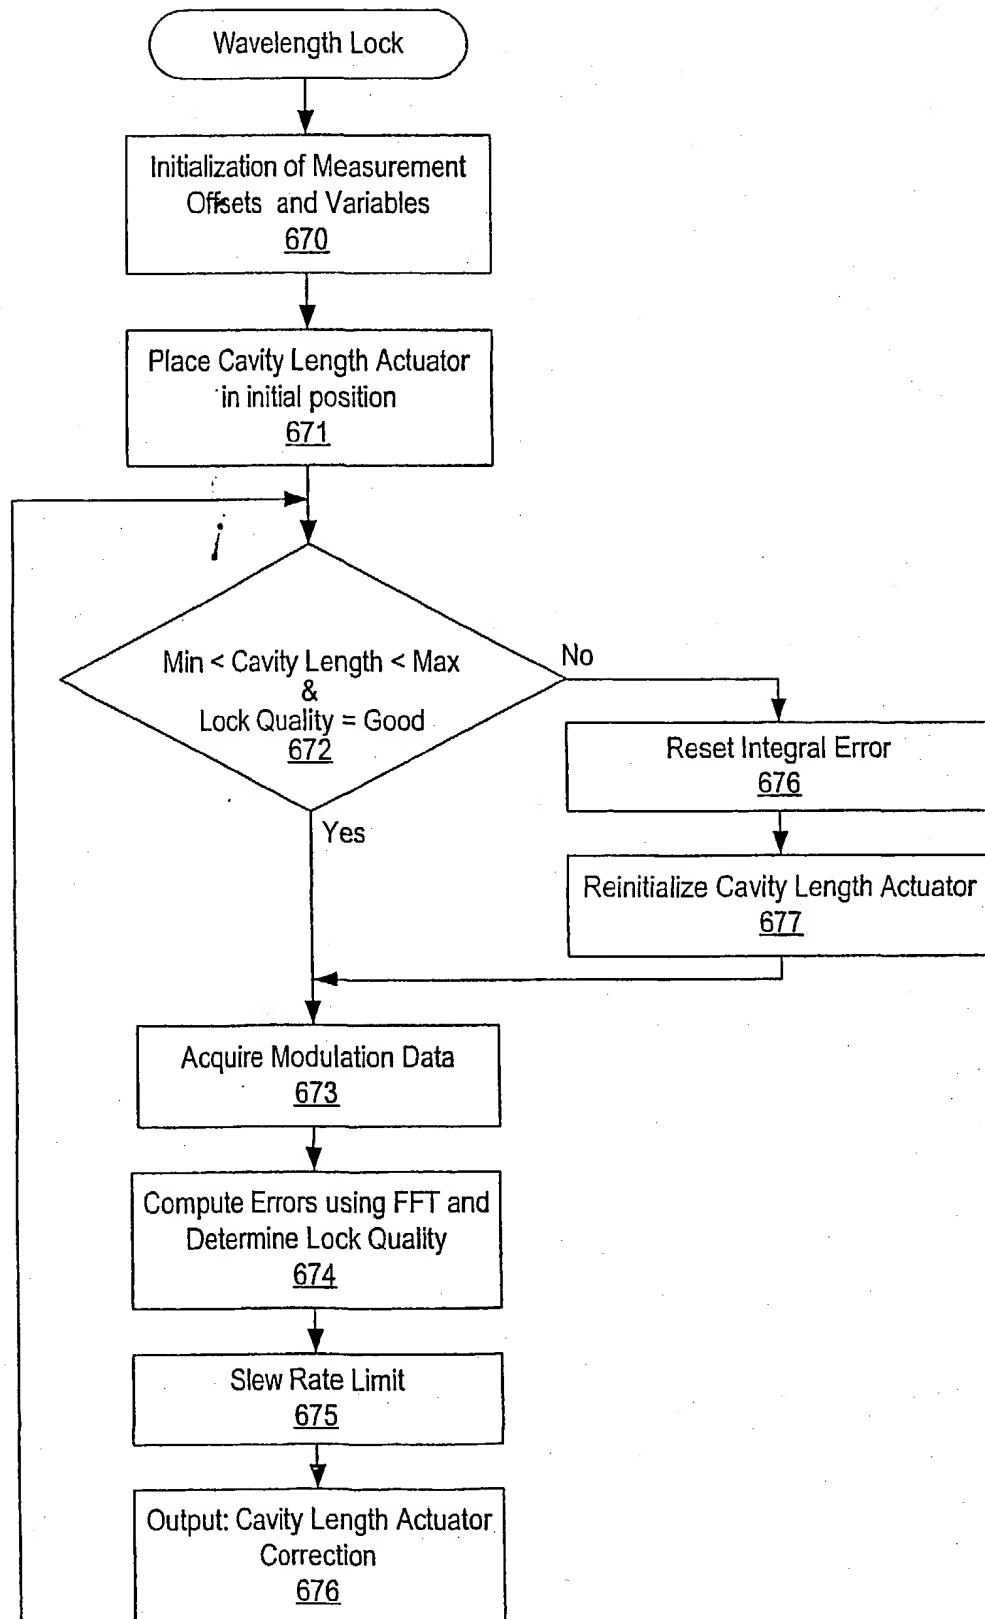 Wavelength Lock
Initialization of Measurement
Offsets and Variables
670
Place Cavity Length Actuator
in initial position
671
Min < Cavity Length < Max
&
Lock Quality = Good
672
No
Reset Integral Error
676
Yes
Reinitialize Cavity Length Actuator
677
Acquire Modulation Data
673
Compute Errors using FFT and
Determine Lock Quality
674
Slew Rate Limit
675
Output: Cavity Length Actuator
Correction
676